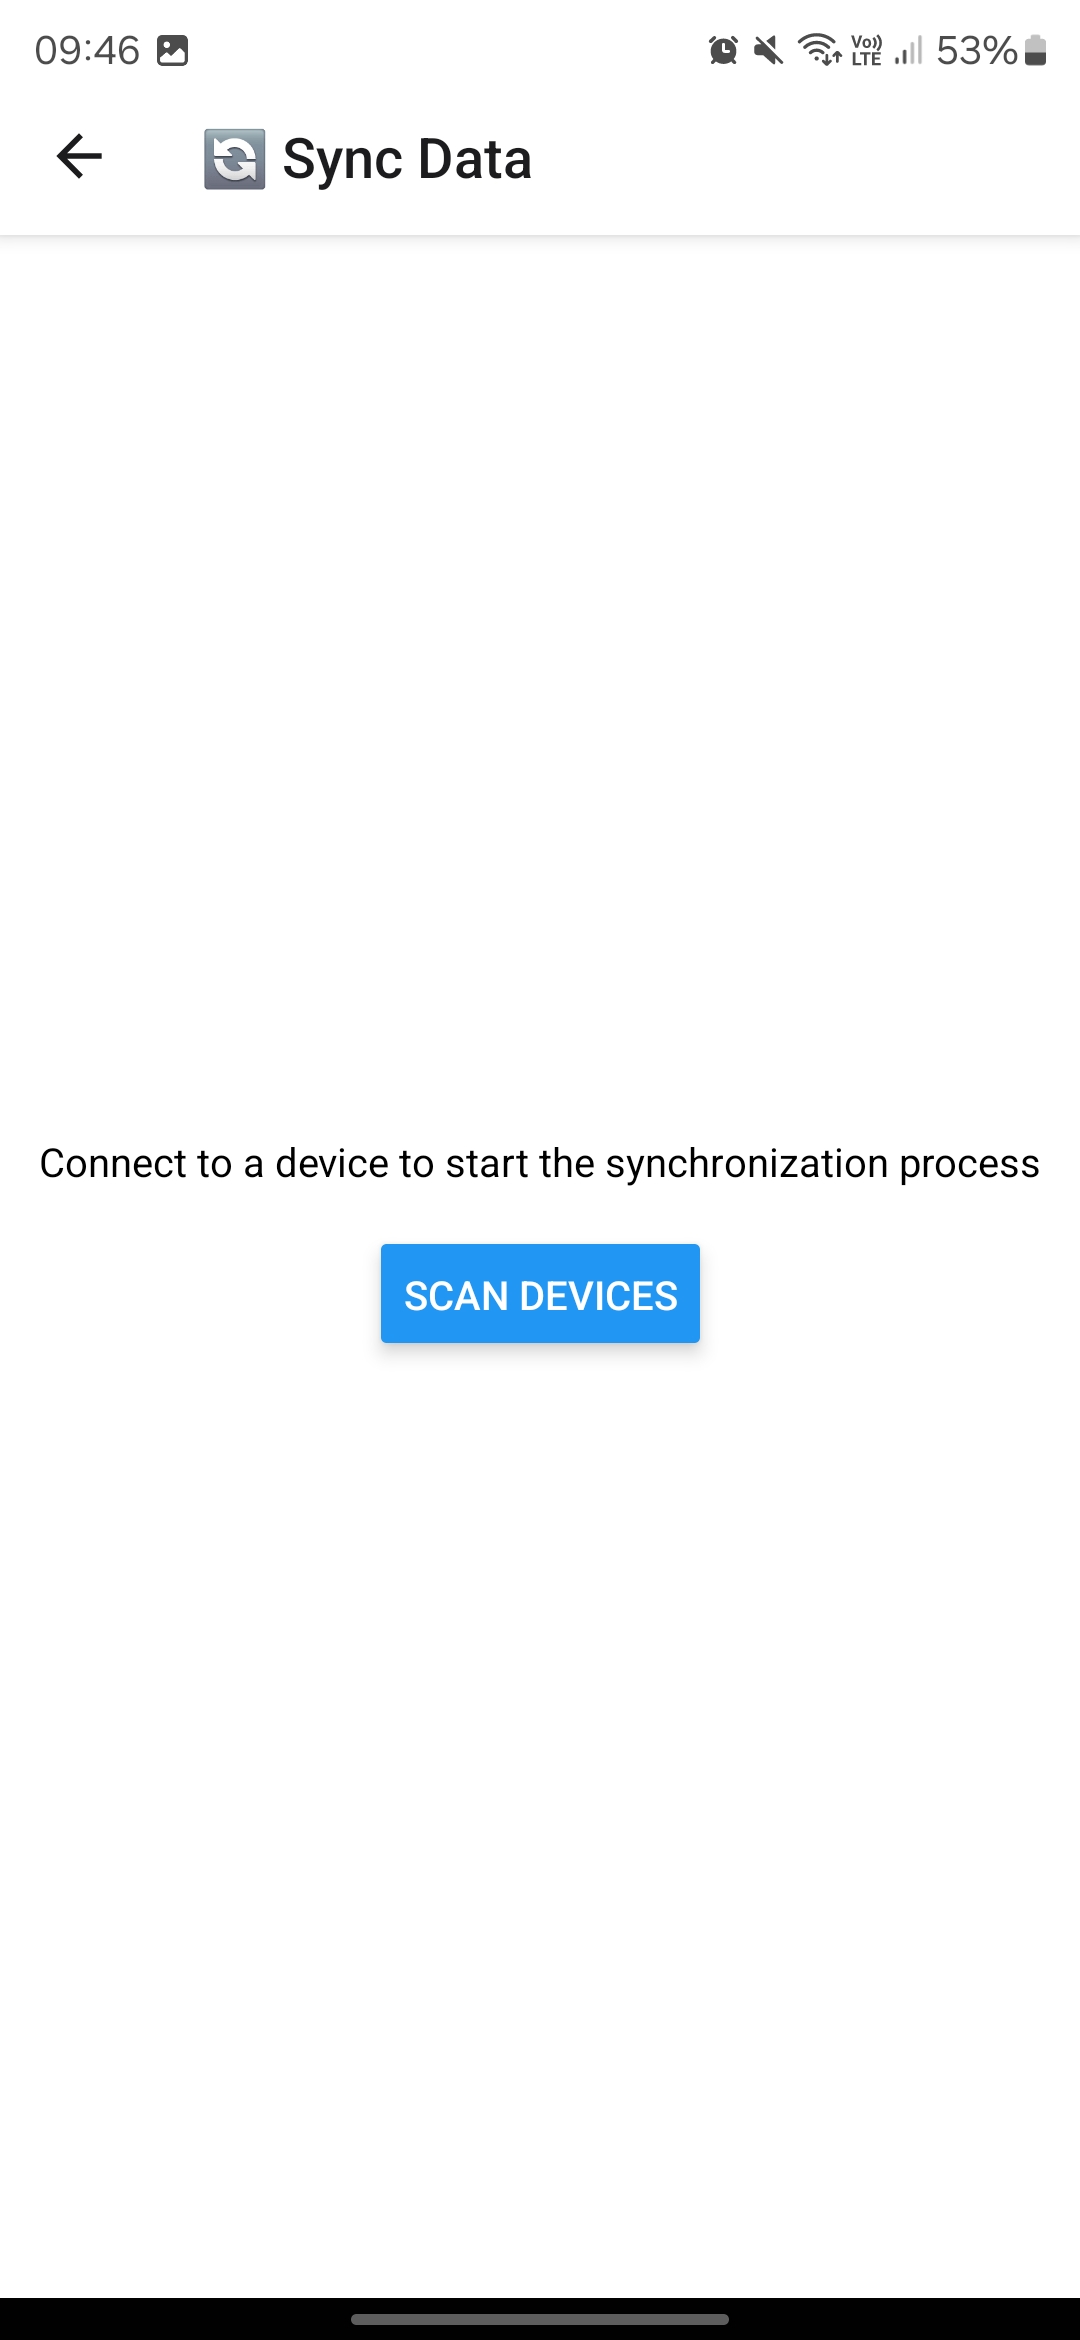 09:46 Vo)) LTE 53%
Sync Data
Connect to a device to start the synchronization process
SCAN DEVICES